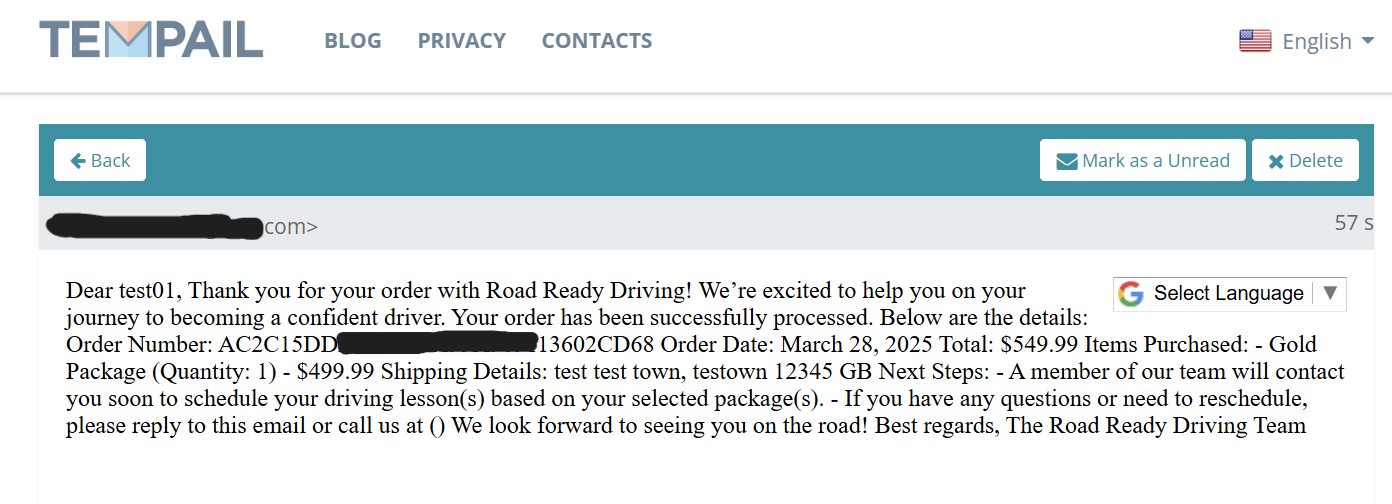 TEMPAIL BLOG PRIVACY CONTACTS English
Back Mark as a Unread Delete
com> 57 s
Select Language
Dear test01, Thank you for your order with Road Ready Driving! We’re excited to help you on your
journey to becoming a confident driver. Your order has been successfully processed. Below are the details:
Order Number: AC2C15DD 13602CD68 Order Date: March 28, 2025 Total: $549.99 Items Purchased: - Gold
Package (Quantity: 1) - $499.99 Shipping Details: test test town, testown 12345 GB Next Steps: - A member of our team will contact
you soon to schedule your driving lesson(s) based on your selected package(s). - If you have any questions or need to reschedule,
please reply to this email or call us at () We look forward to seeing you on the road! Best regards, The Road Ready Driving Team